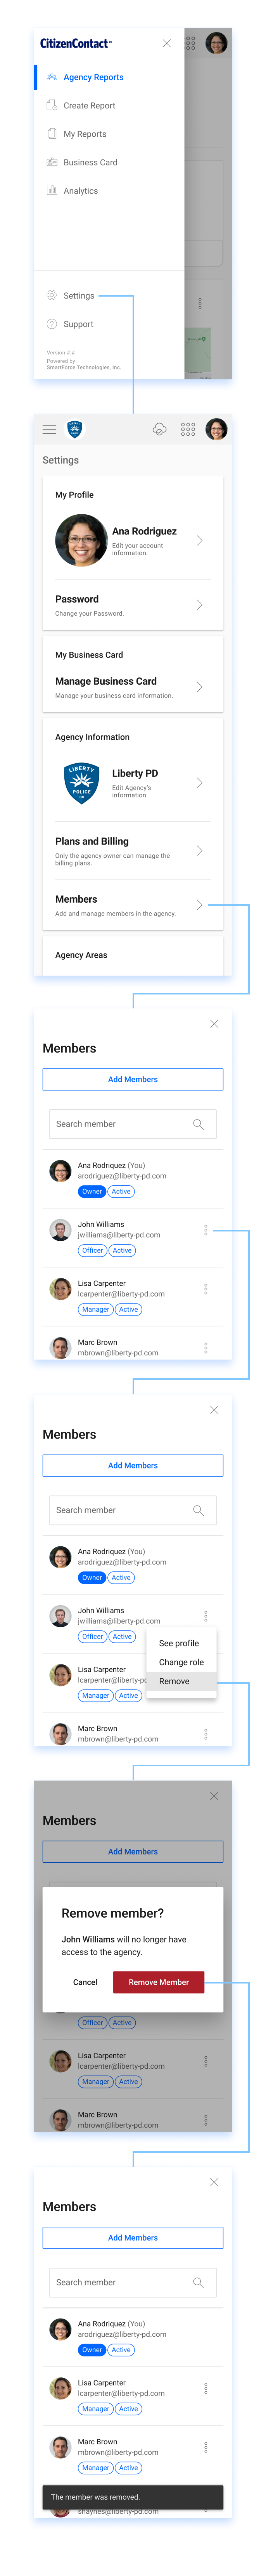 CitizenContact™
Agency Reports
Create Report
My Reports
Business Card
Analytics
Settings
Support
Version #.#
Powered by
SmartForce Technologies, Inc.
Settings
My Profile
Ana Rodriguez
Edit your account
information.
Password
Change your Password.
My Business Card
Manage Business Card
Manage your business card information.
Agency Information
LIBERTY
POLICE
Liberty PD
Edit Agency's
information.
Plans and Billing
Only the agency owner can manage the
billing plans.
Members
Add and manage members in the agency.
Agency Areas
Members
Add Members
Search member
Ana Rodriquez (You)
arodriguez@liberty-pd.com
Owner Active
John Williams
jwilliams@liberty-pd.com
Officer Active
Lisa Carpenter
lcarpenter@liberty-pd.com
Manager Active
Marc Brown
mbrown@liberty-pd.com
Members
Add Members
Search member
Ana Rodriquez (You)
arodriguez@liberty-pd.com
Owner Active
John Williams
jwilliams@liberty-pd.com
Officer Active
See profile
Lisa Carpenter
Change role
lcarpenter@liberty-pd
Remove
Manager Active
Marc Brown
mbrown@liberty-pd.com
Members
Add Members
Remove member?
John Williams will no longer have
access to the agency.
Cancel Remove Member
Officer Active
Lisa Carpenter
lcarpenter@liberty-pd.com
Manager Active
Marc Brown
mbrown@liberty-pd.com
Members
Add Members
Search member
Ana Rodriquez (You)
arodriguez@liberty-pd.com
Owner Active
Lisa Carpenter
lcarpenter@liberty-pd.com
Manager Active
Marc Brown
mbrown@liberty-pd.com
Manager Active
The member was removed.
shaynes@liberty-pd.com